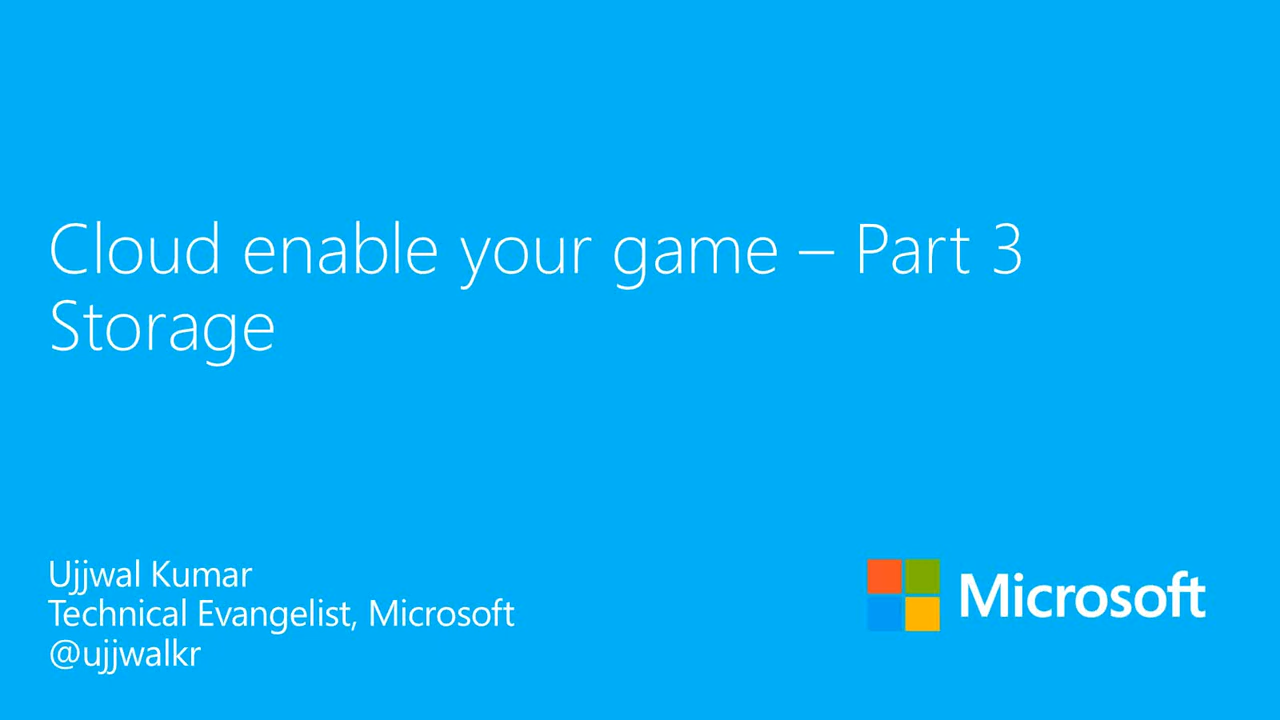 Cloud enable your game – Part 3
Storage
Ujjwal Kumar
Technical Evangelist, Microsoft
@ujjwalkr
Microsoft